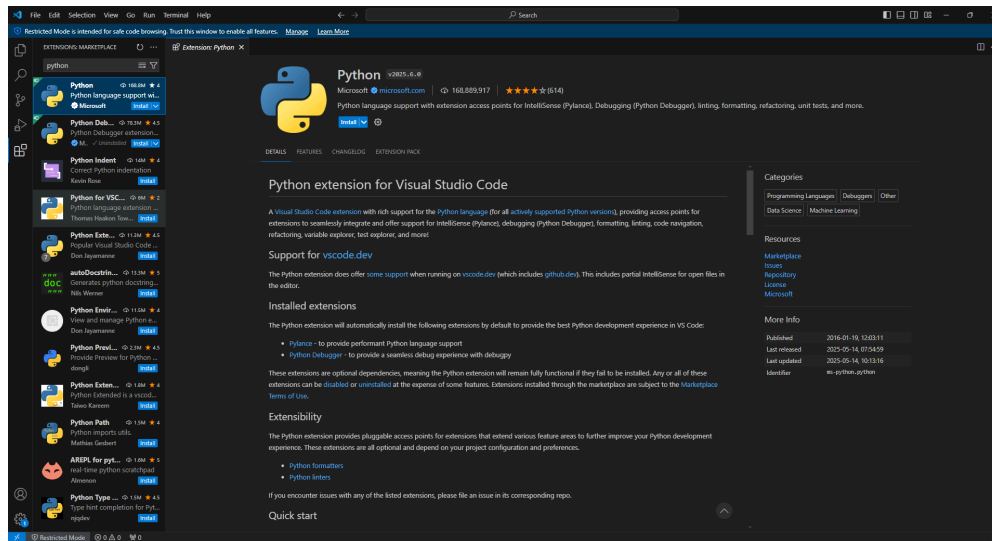 File Edit Selection View Go Run Terminal Help
Search
Restricted Mode is intended for safe code browsing. Trust this window to enable all features. Manage Learn More
EXTENSIONS: MARKETPLACE
python
Python 168.8M 4
Python language support wi...
Microsoft Install
Python Deb... 78.3M 4.5
Python Debugger extension...
M.. Uninstalled Install
Python Indent 14M 4
Correct Python indentation
Kevin Rose Install
Python for VSC... 8M 2
Python language extension ...
Thomas Haakon Tow... Install
Python Exte... 11.3M 4.5
Popular Visual Studio Code ...
Don Jayamanne Install
autoDocstrin... 13.3M 5
Generates python docstring...
Nils Werner Install
Python Envir... 11.5M 4
View and manage Python e...
Don Jayamanne Install
Python Previ... 2.3M 4.5
Provide Preview for Python ...
dongli Install
Python Exten... 1.8M 4
Python Extended is a vscod...
Taiwo Kareem Install
Python Path 1.5M 4
Python imports utils.
Mathias Gesbert Install
AREPL for pyt... 1.6M 5
real-time python scratchpad
Almenon Install
Python Type ... 1.5M 4.5
Type hint completion for Pyt...
njqdev Install
Extension: Python
Python v2025.6.0
Microsoft microsoft.com 168,889,917 (614)
Python language support with extension access points for IntelliSense (Pylance), Debugging (Python Debugger), linting, formatting, refactoring, unit tests, and more.
Install
DETAILS FEATURES CHANGELOG EXTENSION PACK
Python extension for Visual Studio Code
A Visual Studio Code extension with rich support for the Python language (for all actively supported Python versions), providing access points for
extensions to seamlessly integrate and offer support for IntelliSense (Pylance), debugging (Python Debugger), formatting, linting, code navigation,
refactoring, variable explorer, test explorer, and more!
Support for vscode.dev
The Python extension does offer some support when running on vscode.dev (which includes github.dev). This includes partial IntelliSense for open files in
the editor.
Installed extensions
The Python extension will automatically install the following extensions by default to provide the best Python development experience in VS Code:
• Pylance - to provide performant Python language support
• Python Debugger - to provide a seamless debug experience with debugpy
These extensions are optional dependencies, meaning the Python extension will remain fully functional if they fail to be installed. Any or all of these
extensions can be disabled or uninstalled at the expense of some features. Extensions installed through the marketplace are subject to the Marketplace
Terms of Use.
Extensibility
The Python extension provides pluggable access points for extensions that extend various feature areas to further improve your Python development
experience. These extensions are all optional and depend on your project configuration and preferences.
• Python formatters
• Python linters
If you encounter issues with any of the listed extensions, please file an issue in its corresponding repo.
Quick start
Categories
Programming Languages Debuggers Other
Data Science Machine Learning
Resources
Marketplace
Issues
Repository
License
Microsoft
More Info
Published 2016-01-19, 12:03:11
Last released 2025-05-14, 07:54:59
Last updated 2025-05-14, 10:13:16
Identifier ms-python.python
Restricted Mode 0 0 0